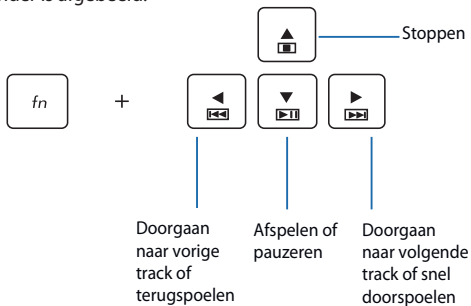 Stoppen
fn +
Doorgaan
naar vorige
track of
terugspoelen
Afspelen of
pauzeren
Doorgaan
naar volgende
track of snel
doorspoelen